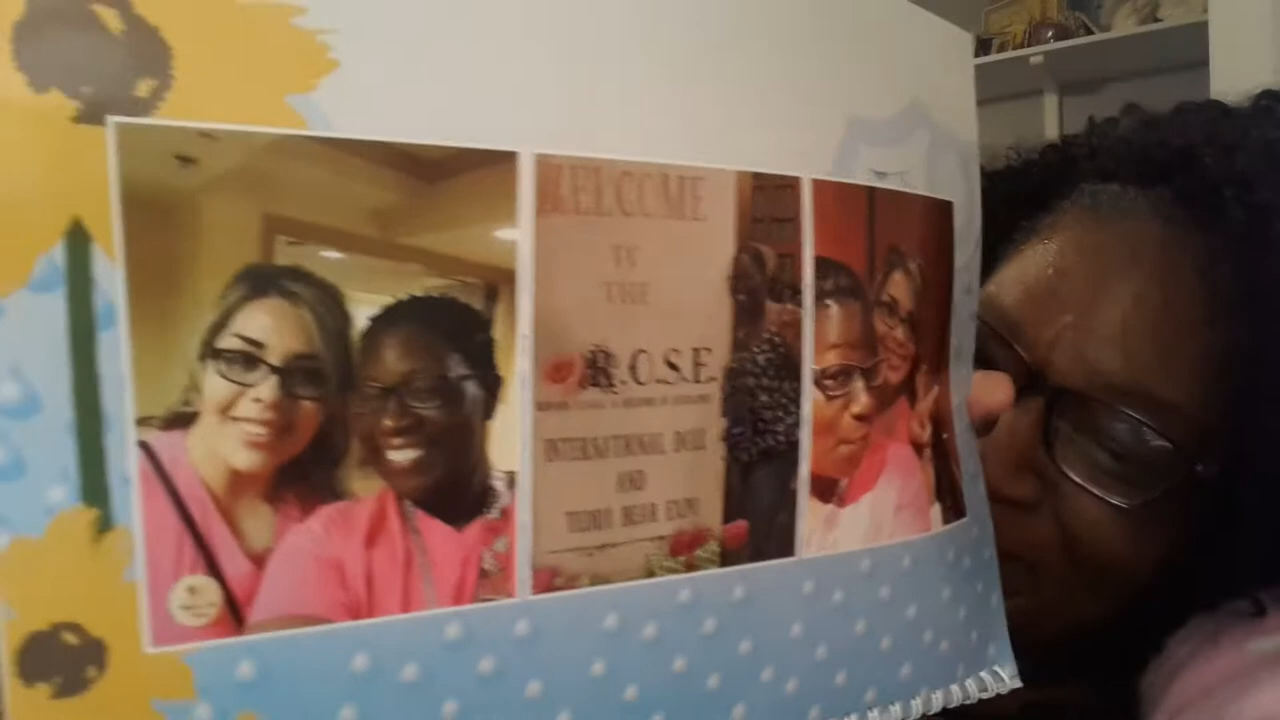 WELCOME
TO
THE
R.O.S.E.
INTERNATIONAL DOLL
AND
TEDDY BEAR EXPO